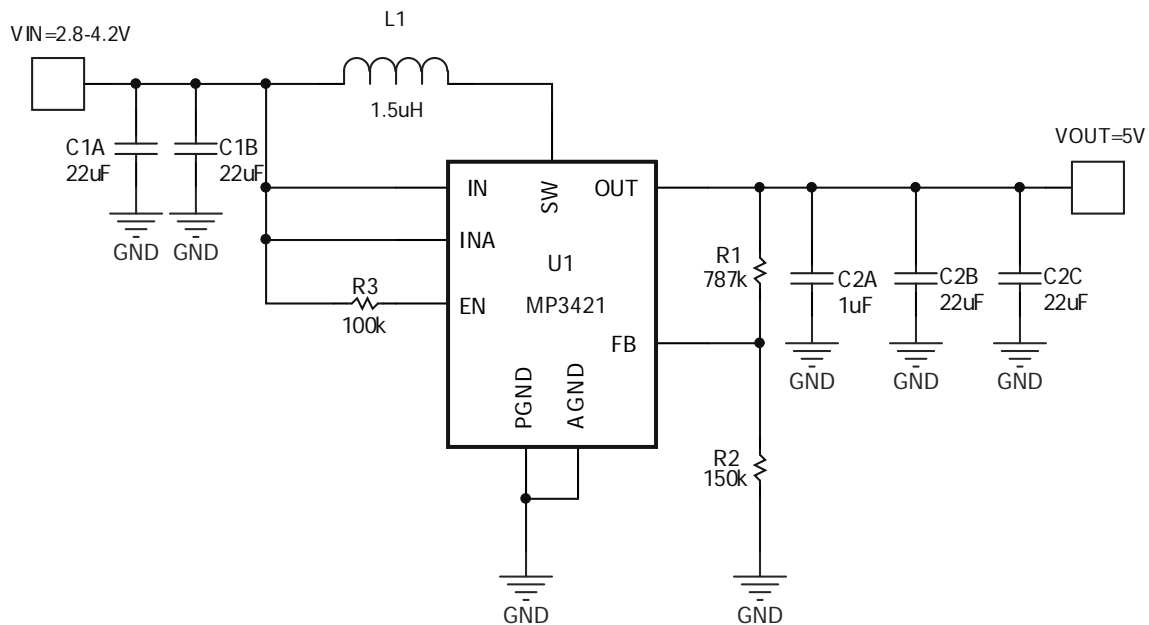 L1
VIN=2.8-4.2V
1.5uH
C1A
22uF
C1B
22uF
GND
GND
VOUT=5V
IN
SW
OUT
INA
U1
R3
100k
EN
MP3421
FB
PGND
AGND
R1
787k
C2A
1uF
C2B
22uF
C2C
22uF
GND
GND
GND
R2
150k
GND
GND